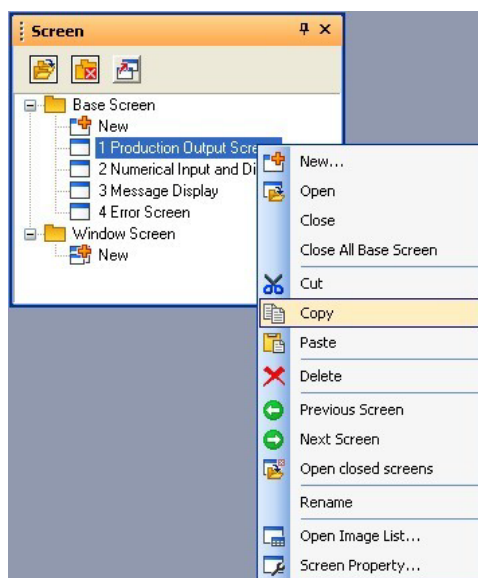 Screen
Base Screen
New
1 Production Output Scre
2 Numerical Input and Di
3 Message Display
4 Error Screen
Window Screen
New
New...
Open
Close
Close All Base Screen
Cut
Copy
Paste
Delete
Previous Screen
Next Screen
Open closed screens
Rename
Open Image List...
Screen Property...